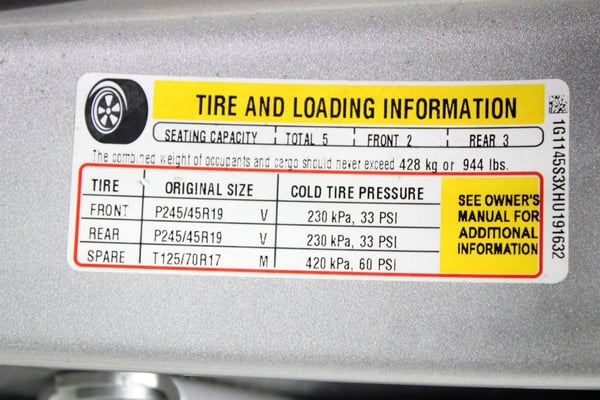 TIRE AND LOADING INFORMATION
SEATING CAPACITY TOTAL 5 FRONT 2 REAR 3
The combined weight of occupants and cargo should never exceed 428 kg or 944 lbs.
TIRE ORIGINAL SIZE COLD TIRE PRESSURE
FRONT P245/45R19 V 230 kPa, 33 PSI
REAR P245/45R19 V 230 kPa, 33 PSI
SPARE T125/70R17 M 420 kPa, 60 PSI
SEE OWNER'S
MANUAL FOR
ADDITIONAL
INFORMATION
1G1145S3XHU191632